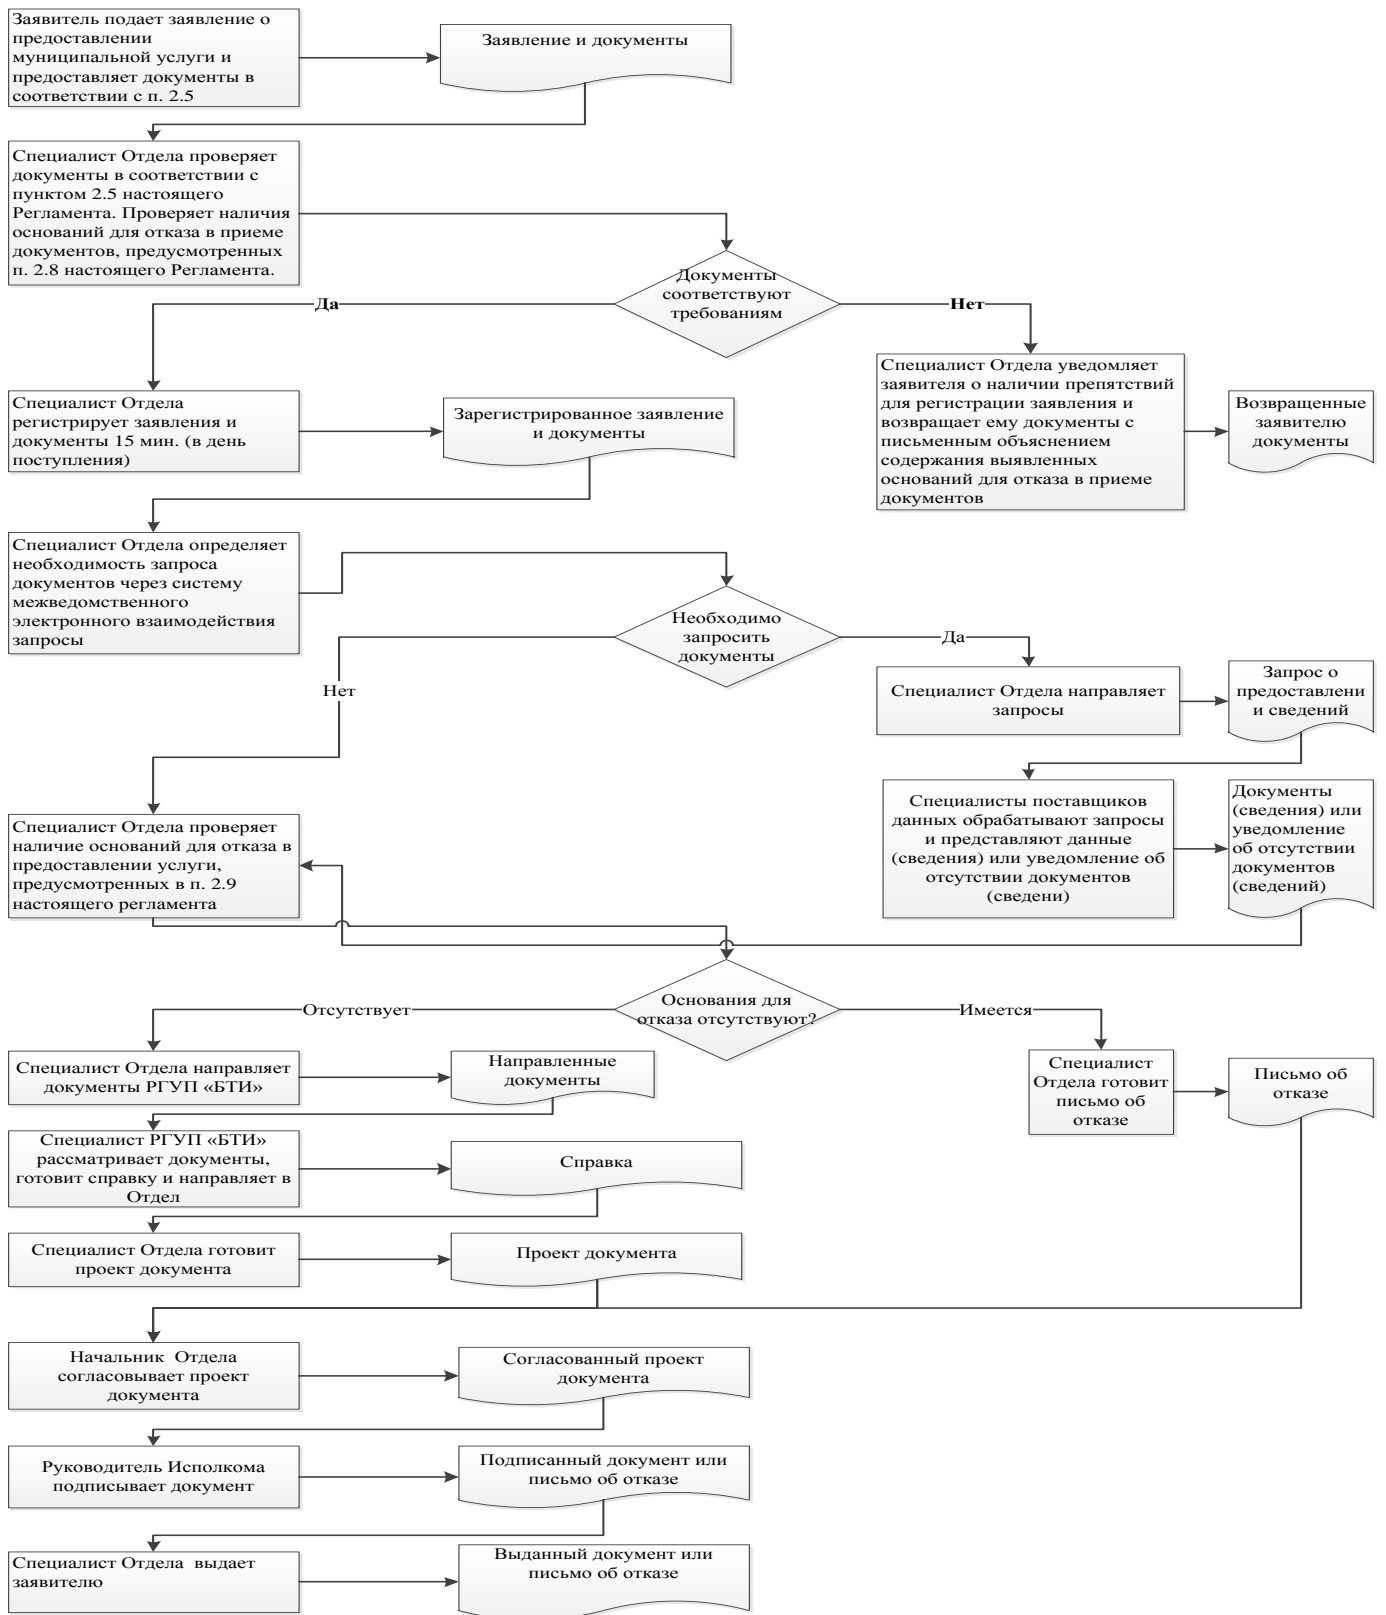 Заявитель подает заявление о
предоставлении
муниципальной услуги и
предоставляет документы в
соответствии с п. 2.5
Заявление и документы
Специалист Отдела проверяет
документы в соответствии с
пунктом 2.5 настоящего
Регламента. Проверяет наличия
оснований для отказа в приеме
документов, предусмотренных
п. 2.8 настоящего Регламента.
Документы
соответствуют
требованиям
Да
Нет
Специалист Отдела уведомляет
заявителя о наличии препятствий
для регистрации заявления и
возвращает ему документы с
письменным объяснением
содержания выявленных
оснований для отказа в приеме
документов
Возвращенные
заявителю
документы
Специалист Отдела
регистрирует заявления и
документы 15 мин. (в день
поступления)
Зарегистрированное заявление
и документы
Специалист Отдела определяет
необходимость запроса
документов через систему
межведомственного
электронного взаимодействия
запросы
Необходимо
запросить
документы
Да
Нет
Специалист Отдела направляет
запросы
Запрос о
предоставлени
и сведений
Специалисты поставщиков
данных обрабатывают запросы
и представляют данные
(сведения) или уведомление об
отсутствии документов
(сведени)
Документы
(сведения) или
уведомление
об отсутствии
документов
(сведений)
Специалист Отдела проверяет
наличие оснований для отказа в
предоставлении услуги,
предусмотренных в п. 2.9
настоящего регламента
Основания для
отказа отсутствуют?
Отсутствует
Имеется
Специалист Отдела направляет
документы РГУП «БТИ»
Направленные
документы
Специалист
Отдела готовит
письмо об
отказе
Письмо об
отказе
Специалист РГУП «БТИ»
рассматривает документы,
готовит справку и направляет в
Отдел
Справка
Специалист Отдела готовит
проект документа
Проект документа
Начальник Отдела
согласовывает проект
документа
Согласованный проект
документа
Руководитель Исполкома
подписывает документ
Подписанный документ или
письмо об отказе
Специалист Отдела выдает
заявителю
Выданный документ или
письмо об отказе